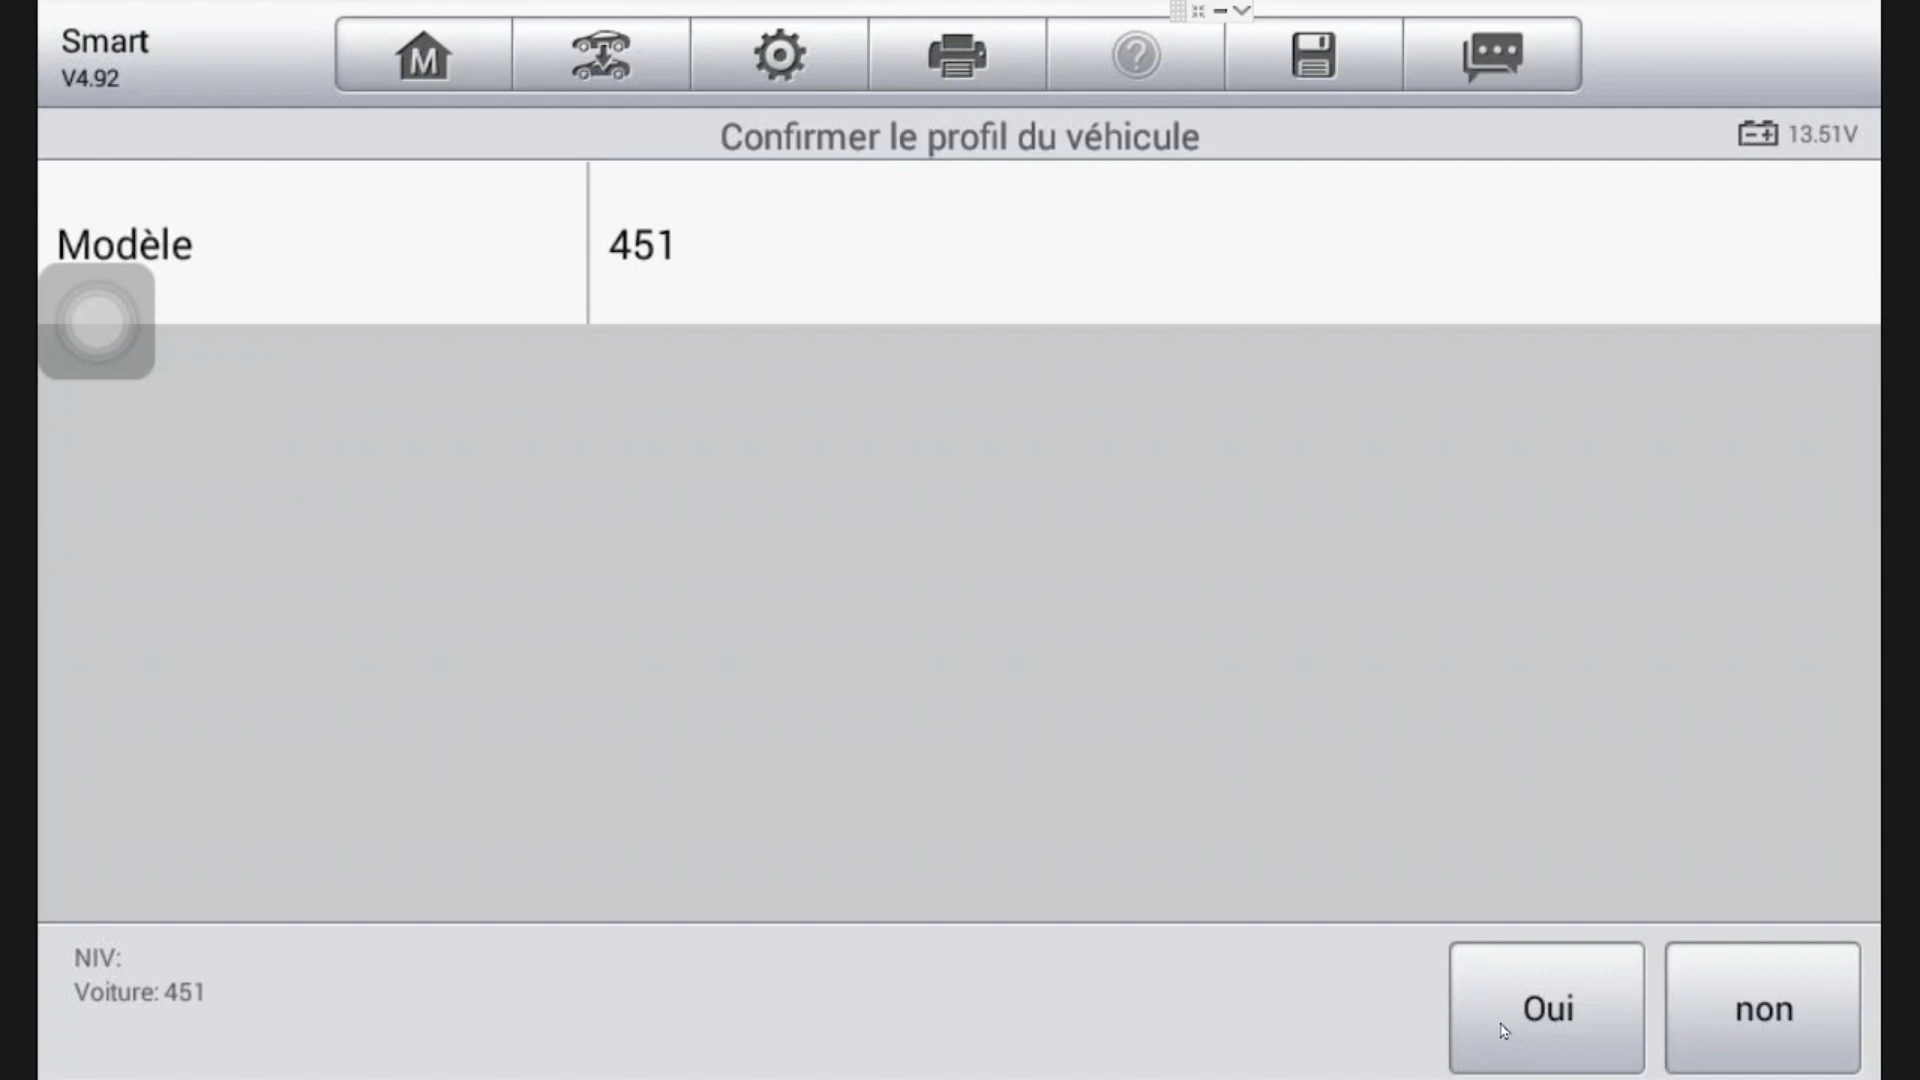 Smart
V4.92
M
Confirmer le profil du véhicule
13.51V
Modèle
451
NIV:
Voiture: 451
Oui
non